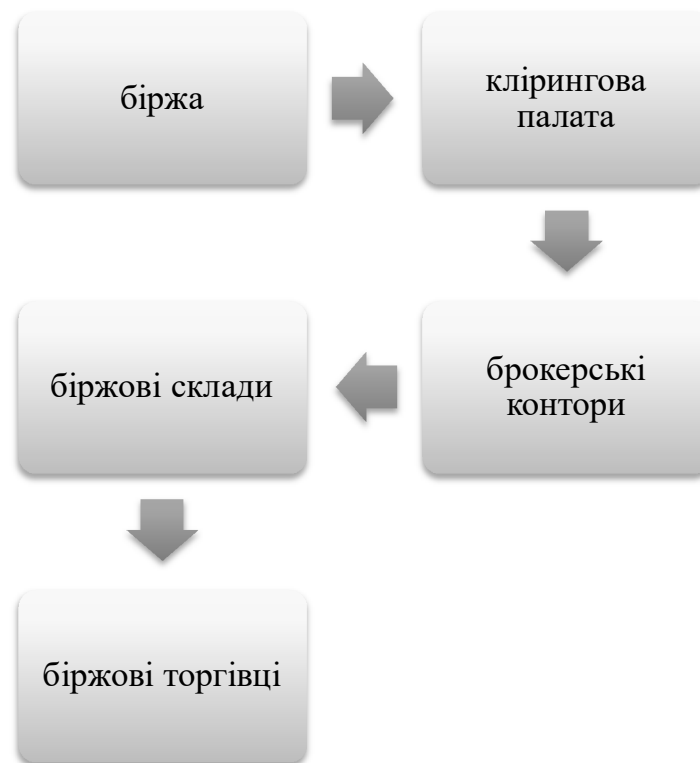 біржа
клірингова
палата
брокерські
контори
біржові склади
біржові торгівці